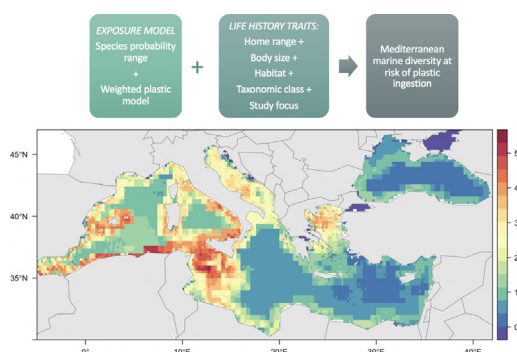 EXPOSURE MODEL
Species probability
range
+
Weighted plastic
model
+
LIFE HISTORY TRAITS:
Home range +
Body size +
Habitat +
Taxonomic class +
Study focus
Mediterranean
marine diversity at
risk of plastic
ingestion
45°N
40°N
35°N
0°
10°E
20°E
30°E
40°E
5
4
3
2
1
0